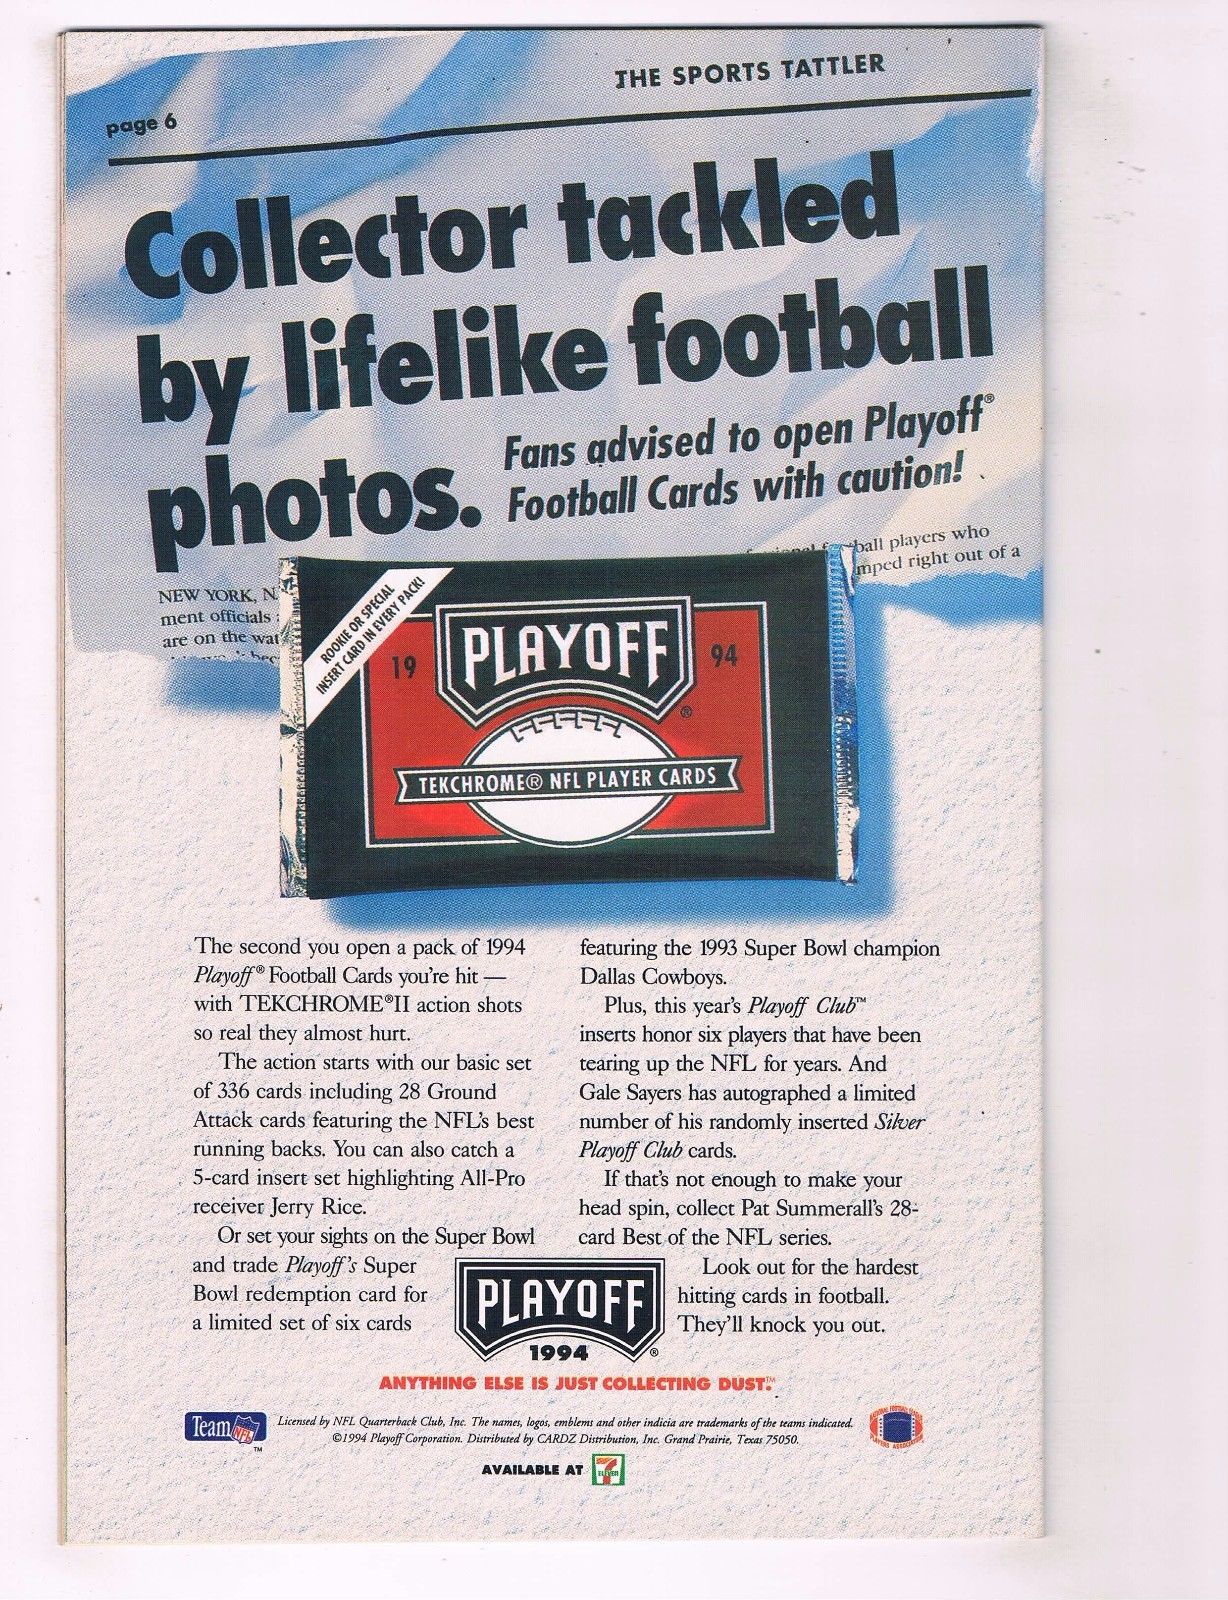 THE SPORTS TATTLER
page 6
Collector tackled
by lifelike football
photos.
Fans advised to open Playoff®
Football Cards with caution!
ball players who
mped right out of a
NEW YORK, N
ment officials
are on the wat
ROOKIE OR SPECIAL
INSERT CARD IN EVERY PACK!
PLAYOFF
19 94
®
TEKCHROME® NFL PLAYER CARDS
The second you open a pack of 1994
Playoff® Football Cards you're hit —
with TEKCHROME®II action shots
so real they almost hurt.
The action starts with our basic set
of 336 cards including 28 Ground
Attack cards featuring the NFL's best
running backs. You can also catch a
5-card insert set highlighting All-Pro
receiver Jerry Rice.
Or set your sights on the Super Bowl
and trade Playoff's Super
Bowl redemption card for
a limited set of six cards
featuring the 1993 Super Bowl champion
Dallas Cowboys.
Plus, this year's Playoff Club™
inserts honor six players that have been
tearing up the NFL for years. And
Gale Sayers has autographed a limited
number of his randomly inserted Silver
Playoff Club cards.
If that's not enough to make your
head spin, collect Pat Summerall's 28-
card Best of the NFL series.
Look out for the hardest
hitting cards in football.
They'll knock you out.
PLAYOFF
1994 ®
ANYTHING ELSE IS JUST COLLECTING DUST.™
Team NFL ™
Licensed by NFL Quarterback Club, Inc. The names, logos, emblems and other indicia are trademarks of the teams indicated.
©1994 Playoff Corporation. Distributed by CARDZ Distribution, Inc. Grand Prairie, Texas 75050.
AVAILABLE AT 7 ELEVEN